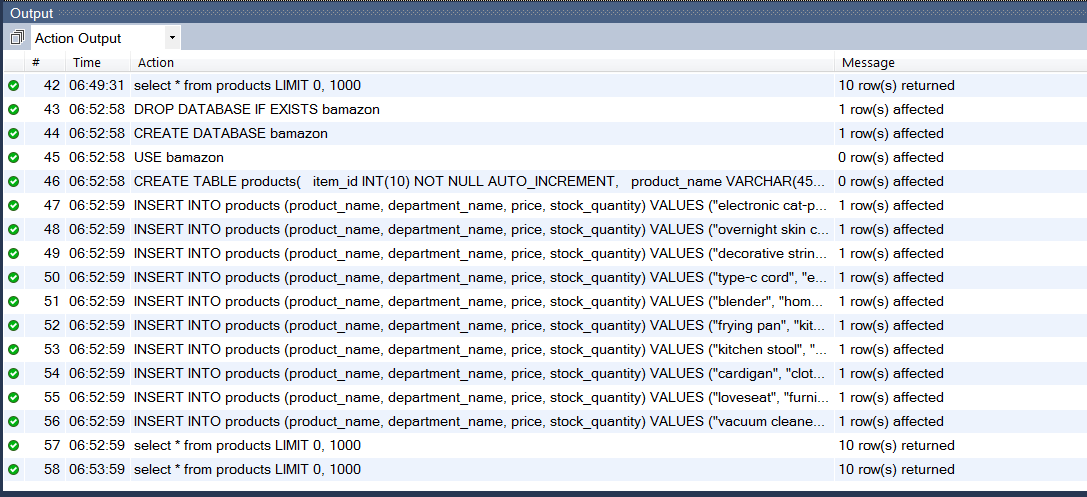 Output
Action Output
# Time Action Message
42 06:49:31 select * from products LIMIT 0, 1000 10 row(s) returned
43 06:52:58 DROP DATABASE IF EXISTS bamazon 1 row(s) affected
44 06:52:58 CREATE DATABASE bamazon 1 row(s) affected
45 06:52:58 USE bamazon 0 row(s) affected
46 06:52:58 CREATE TABLE products( item_id INT(10) NOT NULL AUTO_INCREMENT, product_name VARCHAR(45... 0 row(s) affected
47 06:52:59 INSERT INTO products (product_name, department_name, price, stock_quantity) VALUES ("electronic cat-p... 1 row(s) affected
48 06:52:59 INSERT INTO products (product_name, department_name, price, stock_quantity) VALUES ("overnight skin c... 1 row(s) affected
49 06:52:59 INSERT INTO products (product_name, department_name, price, stock_quantity) VALUES ("decorative strin... 1 row(s) affected
50 06:52:59 INSERT INTO products (product_name, department_name, price, stock_quantity) VALUES ("type-c cord", "e... 1 row(s) affected
51 06:52:59 INSERT INTO products (product_name, department_name, price, stock_quantity) VALUES ("blender", "hom... 1 row(s) affected
52 06:52:59 INSERT INTO products (product_name, department_name, price, stock_quantity) VALUES ("frying pan", "kit... 1 row(s) affected
53 06:52:59 INSERT INTO products (product_name, department_name, price, stock_quantity) VALUES ("kitchen stool", "... 1 row(s) affected
54 06:52:59 INSERT INTO products (product_name, department_name, price, stock_quantity) VALUES ("cardigan", "clot... 1 row(s) affected
55 06:52:59 INSERT INTO products (product_name, department_name, price, stock_quantity) VALUES ("loveseat", "furni... 1 row(s) affected
56 06:52:59 INSERT INTO products (product_name, department_name, price, stock_quantity) VALUES ("vacuum cleane... 1 row(s) affected
57 06:52:59 select * from products LIMIT 0, 1000 10 row(s) returned
58 06:53:59 select * from products LIMIT 0, 1000 10 row(s) returned